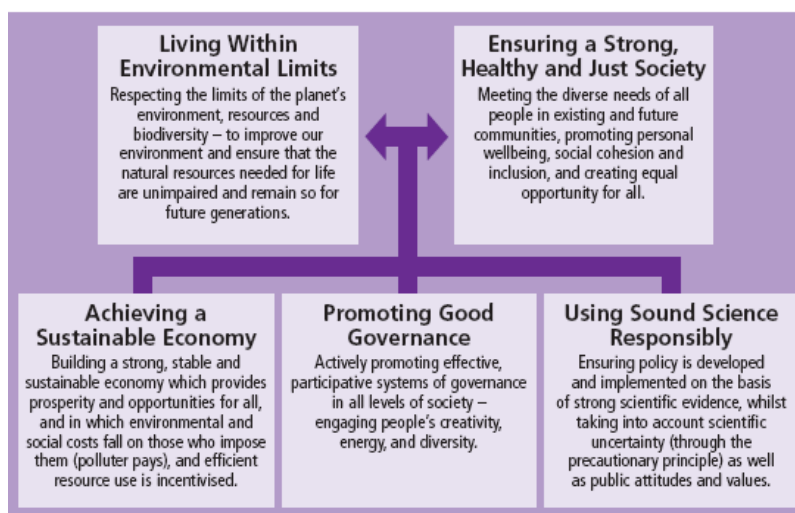 Living Within
Environmental Limits
Respecting the limits of the planet's
environment, resources and
biodiversity – to improve our
environment and ensure that the
natural resources needed for life
are unimpaired and remain so for
future generations.
Ensuring a Strong,
Healthy and Just Society
Meeting the diverse needs of all
people in existing and future
communities, promoting personal
wellbeing, social cohesion and
inclusion, and creating equal
opportunity for all.
Achieving a
Sustainable Economy
Building a strong, stable and
sustainable economy which provides
prosperity and opportunities for all,
and in which environmental and
social costs fall on those who impose
them (polluter pays), and efficient
resource use is incentivised.
Promoting Good
Governance
Actively promoting effective,
participative systems of governance
in all levels of society –
engaging people's creativity,
energy, and diversity.
Using Sound Science
Responsibly
Ensuring policy is developed
and implemented on the basis
of strong scientific evidence, whilst
taking into account scientific
uncertainty (through the
precautionary principle) as well
as public attitudes and values.